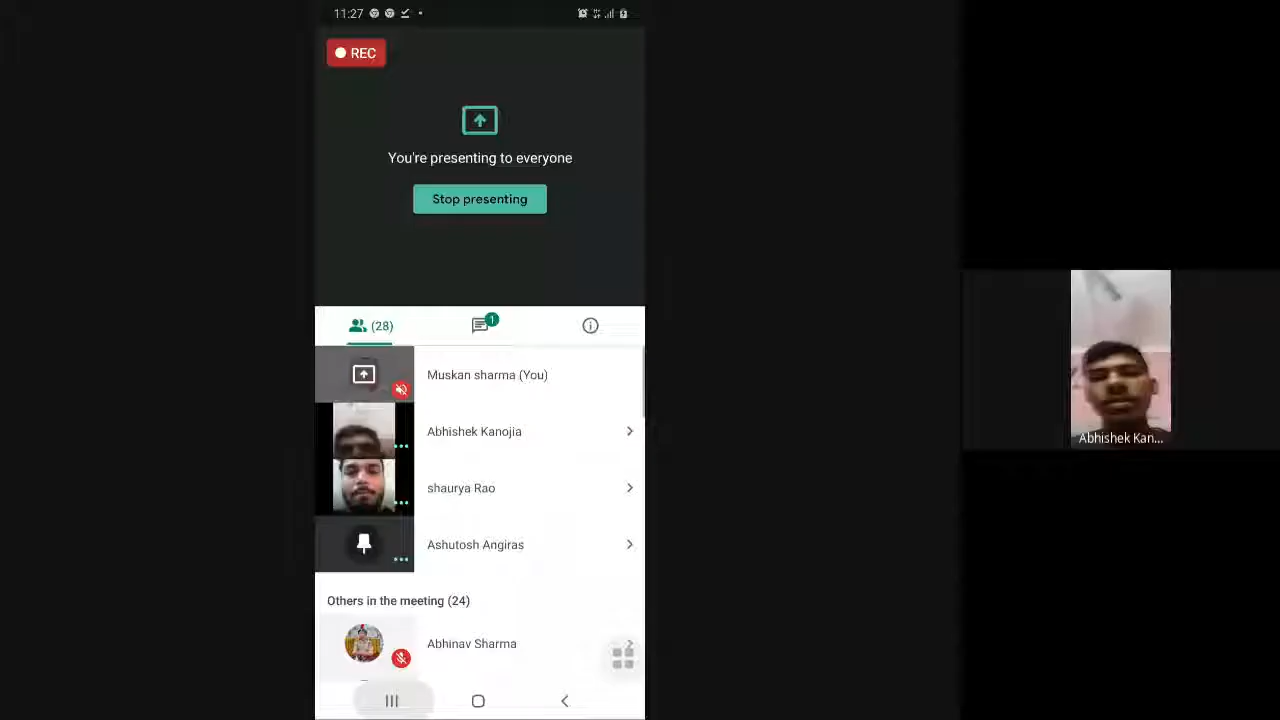 11:27
REC
You're presenting to everyone
Stop presenting
(28)
1
Muskan sharma (You)
Abhishek Kanojia
shaurya Rao
Ashutosh Angiras
Others in the meeting (24)
Abhinav Sharma
Abhishek Kan...